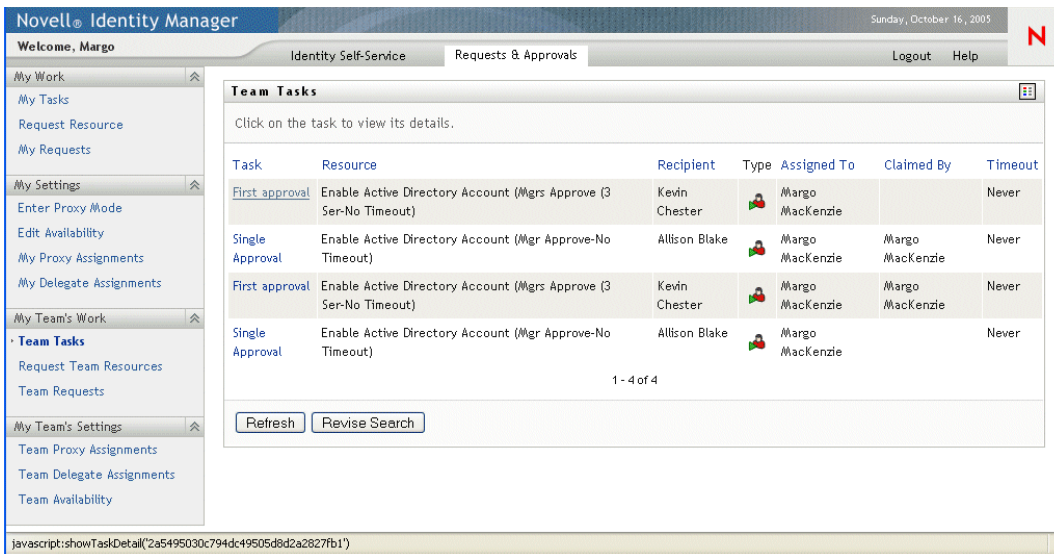 Novell® Identity Manager
Sunday, October 16, 2005
N
Welcome, Margo
Identity Self-Service
Requests & Approvals
Logout
Help
My Work
My Tasks
Request Resource
My Requests
My Settings
Enter Proxy Mode
Edit Availability
My Proxy Assignments
My Delegate Assignments
My Team's Work
Team Tasks
Request Team Resources
Team Requests
My Team's Settings
Team Proxy Assignments
Team Delegate Assignments
Team Availability
Team Tasks
Click on the task to view its details.
Task Resource Recipient Type Assigned To Claimed By Timeout
First approval Enable Active Directory Account (Mgrs Approve (3 Kevin Margo Never
Ser-No Timeout) Chester MacKenzie
Single Enable Active Directory Account (Mgr Approve-No Allison Blake Margo Margo Never
Approval Timeout) MacKenzie MacKenzie
First approval Enable Active Directory Account (Mgrs Approve (3 Kevin Margo Margo Never
Ser-No Timeout) Chester MacKenzie MacKenzie
Single Enable Active Directory Account (Mgr Approve-No Allison Blake Margo Never
Approval Timeout) MacKenzie
1 - 4 of 4
Refresh
Revise Search
javascript:showTaskDetail('2a5495030c794dc49505d8d2a2827fb1')